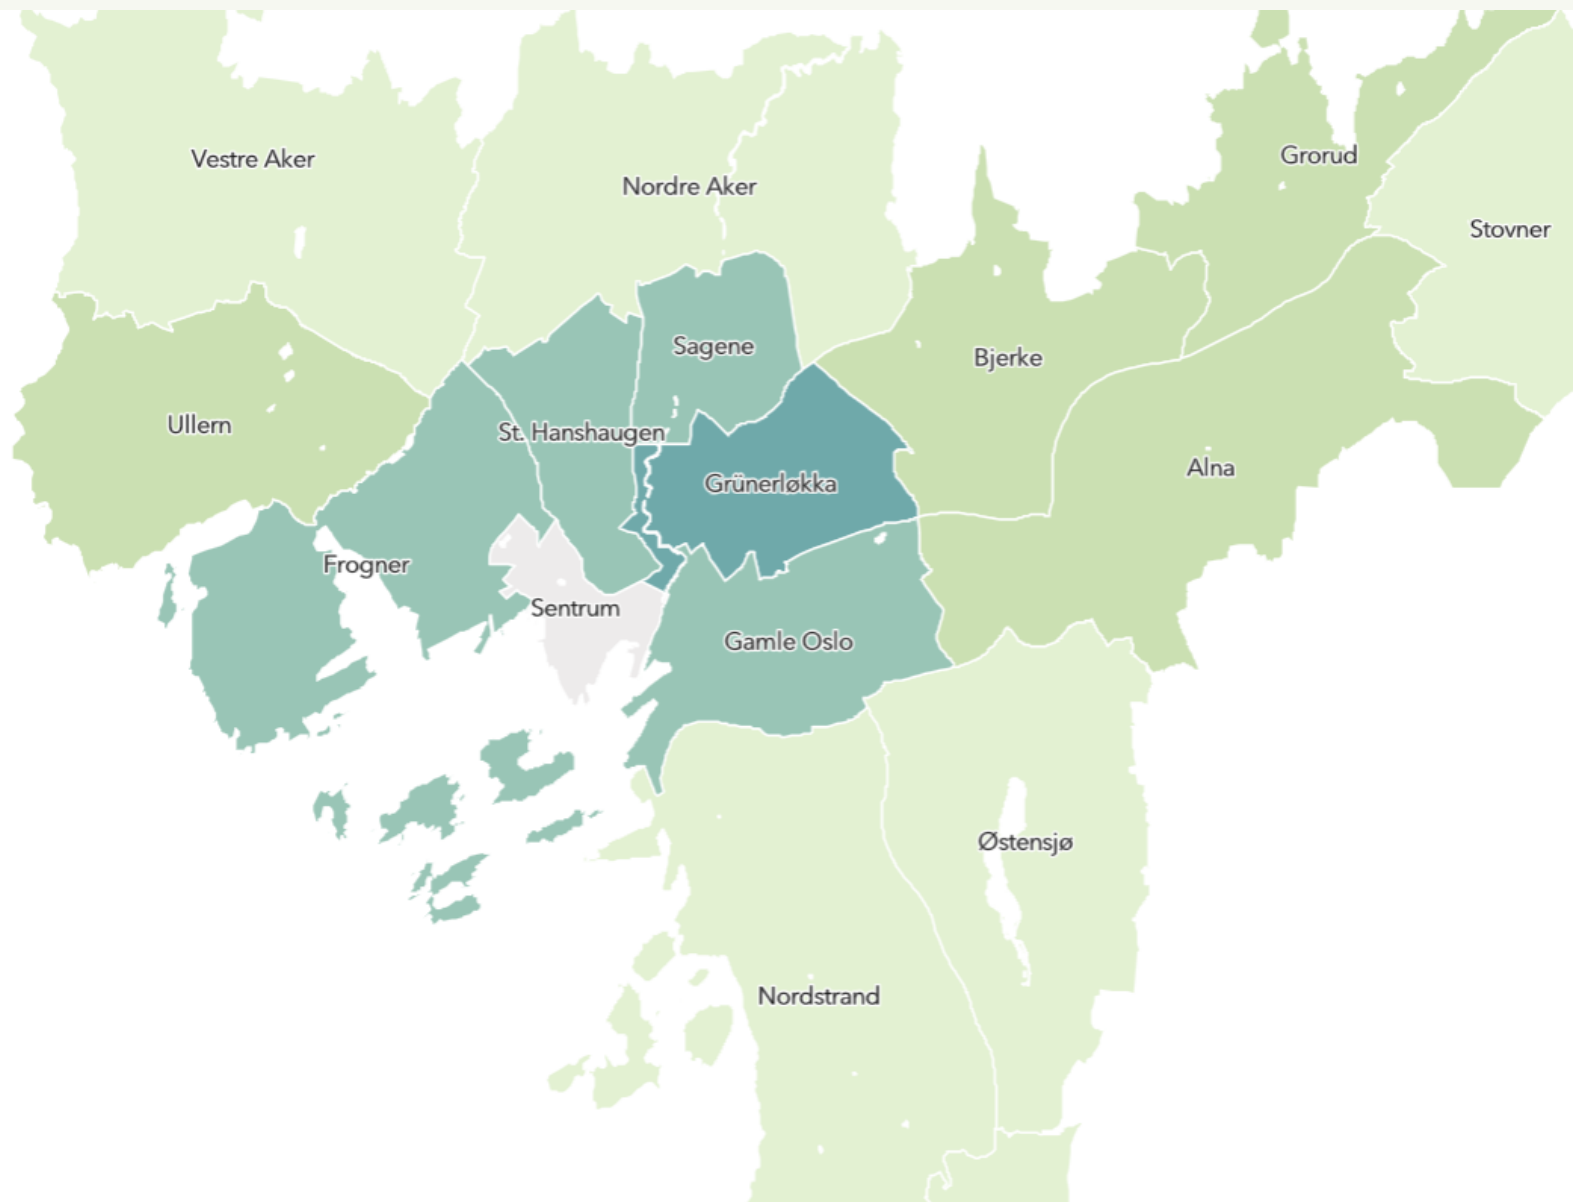 Vestre Aker
Nordre Aker
Grorud
Stovner
Sagene
Bjerke
Ullern
St. Hanshaugen
Grünerløkka
Alna
Frogner
Sentrum
Gamle Oslo
Østensjø
Nordstrand